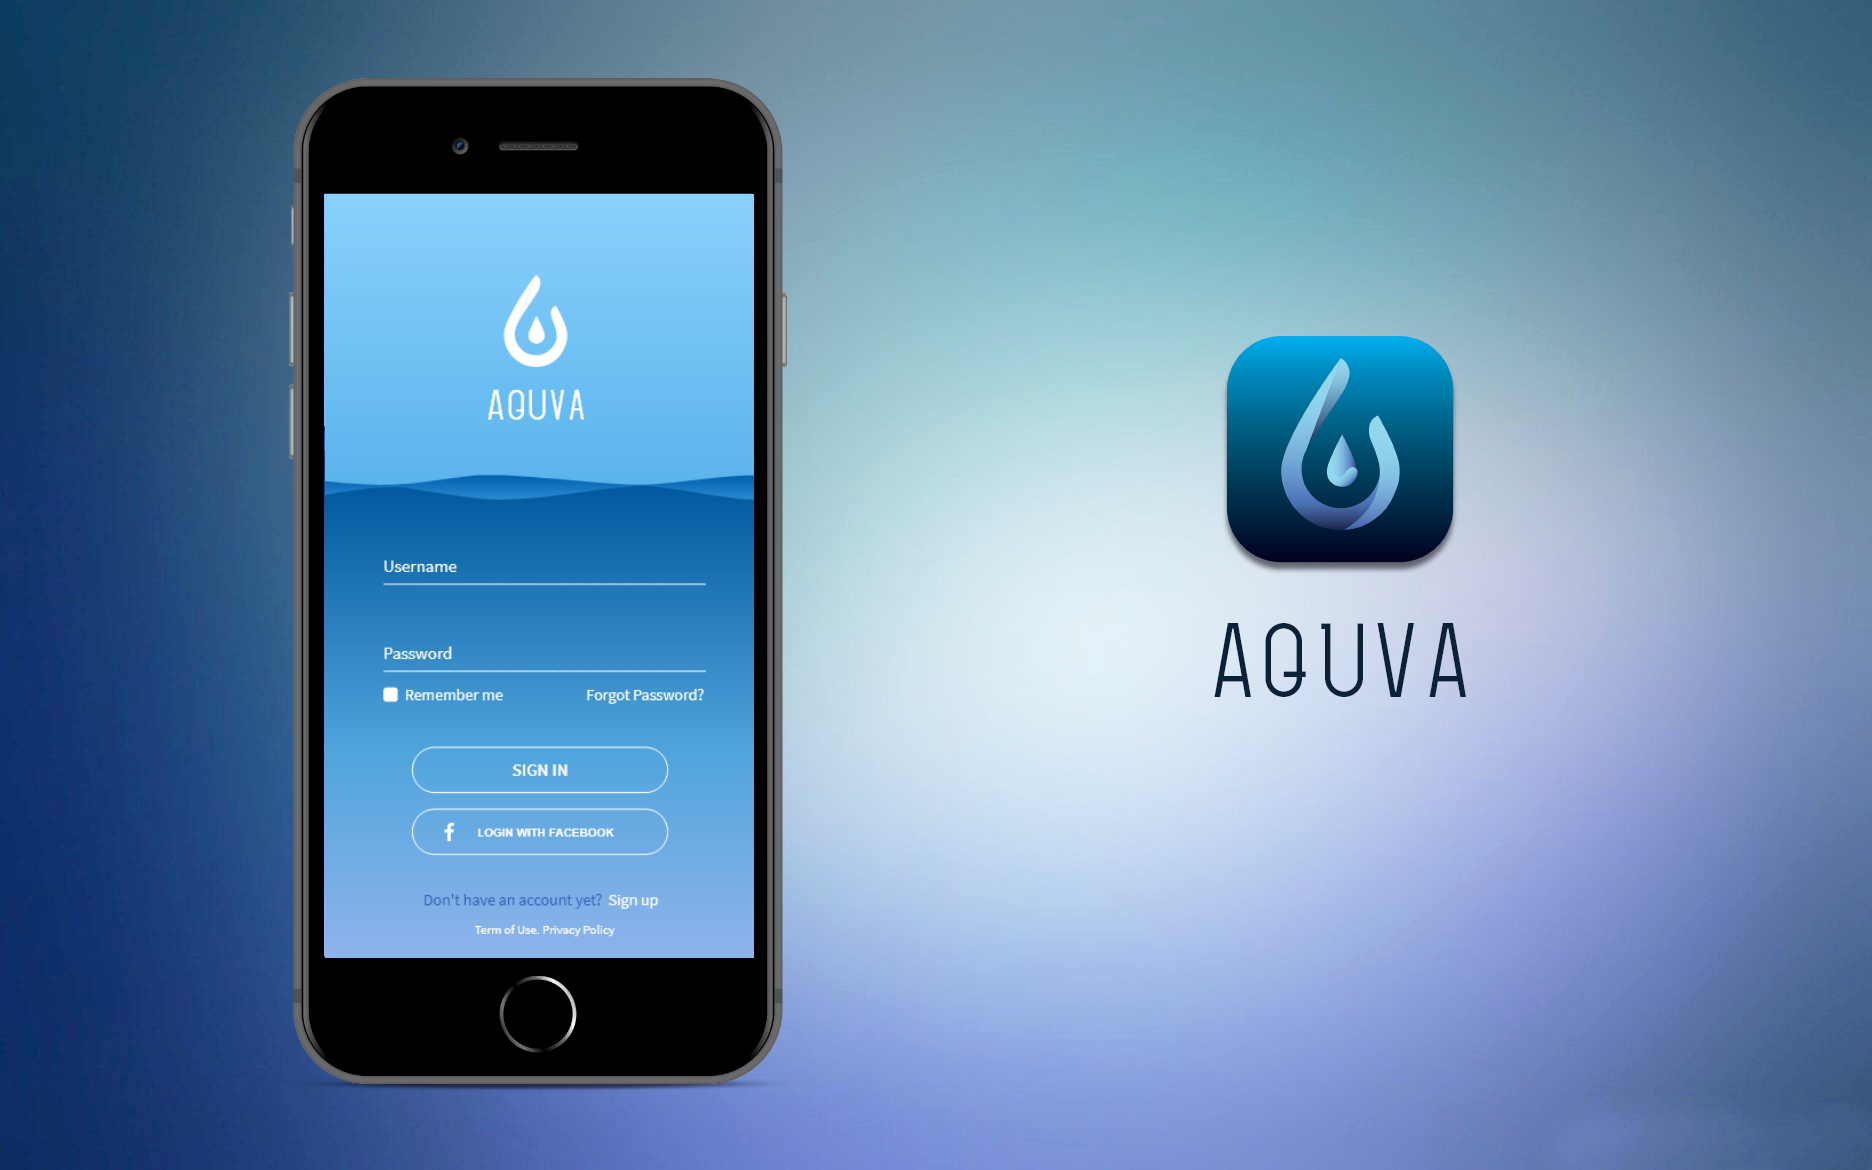 AQUVA
Username
Password
Remember me Forgot Password?
SIGN IN
f LOGIN WITH FACEBOOK
Don't have an account yet? Sign up
Term of Use. Privacy Policy
AQUVA